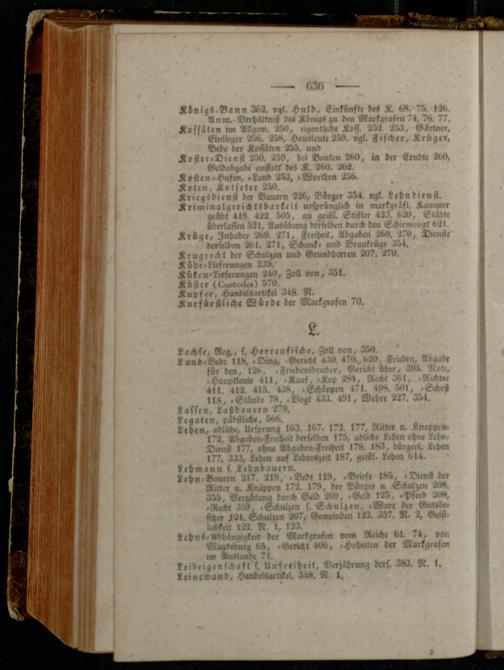 — 636 —
Königs-Bann 362. vgl. Huld, Einkünfte des K. 68. 75. 126.
Anm.-Verhältniß des Königs zu den Markgrafen 74. 76. 77.
Kossäten im Allgem. 250, eigentliche Koss. 252. 253, Gärtner,
Einlieger 256. 258, Hausleute 259. vgl. Fischer, Krüger,
Bede der Kossäten 255. und
Koster-Dienst 250. 259, bei Bauten 260, in der Erndte 260,
Geldabgabe anstatt des K. 260. 262.
Kosten-Hufen, -Land 253, -Worthen 256.
Koten, Kotseter 250.
Kriegsdienst der Bauern 226, Bürger 354. vgl. Lehndienst.
Kriminalgerichtsbarkeit ursprünglich in markgräfl. Kammer
geübt 418. 422. 505, an geistl. Stifter 423. 620, Städte
überlassen 521, Ausübung derselben durch den Schirmvogt 621.
Krüge, Inhaber 269. 271, Freiheit, Abgaben 269. 270, Dienste
derselben 261. 271, Schank- und Braukrüge 354.
Krugrecht der Schulzen und Grundherren 207. 270.
Kühe-Lieferungen 239.
Küken-Lieferungen 240, Zoll von, 351.
Küster (Custodes) 570.
Kupfer, Handelsartikel 348. N.
Kurfürstliche Würde der Markgrafen 70.
L.
Lachse, Reg., s. Herrenfische, Zoll von, 350.
Land-Bede 118, -Ding, -Gericht 430. 470. 620, Frieden, Abgabe
für den, 126, -Friedensbrecher, Gericht über, 395. Note,
-Hauptleute 411, -Kauf, -Kop 284, Recht 361, -Richter
411. 412. 415. 438, -Schöppen 471. 498. 501, -Schoß
118, -Stände 78, -Vogt 433. 491, Wehre 227. 354.
Lassen, Laßbauern 279.
Legaten, päbstliche, 566.
Lehen, adliche, Ursprung 163. 167. 172. 177, Ritter u. Knappen-
172, Abgaben-Freiheit derselben 175, adliche Lehen ohne Lehn-
Dienst 177, ohne Abgaben-Freiheit 178. 183, bürgerl. Lehen
177. 333, Lehen auf Lebenszeit 187, geistl. Lehen 614.
Lehmann s. Lehnbauern.
Lehn-Bauern 217. 219, -Bede 119, -Briefe 185, -Dienst der
Ritter u. Knappen 172. 179, der Bürger u. Schulzen 208.
355, Vergütung durch Geld 209, -Geld 125, -Pferd 208,
-Recht 359, -Schulzen s. Schulzen, -Ware der Gutsbe-
sitzer 124. Schulzen 207, Gemeinden 123. 337. N. 2, Geist-
lichkeit 122. N. 1, 123.
Lehns-Abhängigkeit der Markgrafen vom Reiche 61. 74, von
Magdeburg 65, -Gericht 406, -Hoheiten der Markgrafen
im Auslande 71.
Leibeigenschaft s. Unfreiheit, Verjährung ders. 383. N. 1.
Leinewand, Handelsartikel, 348. N. 1,